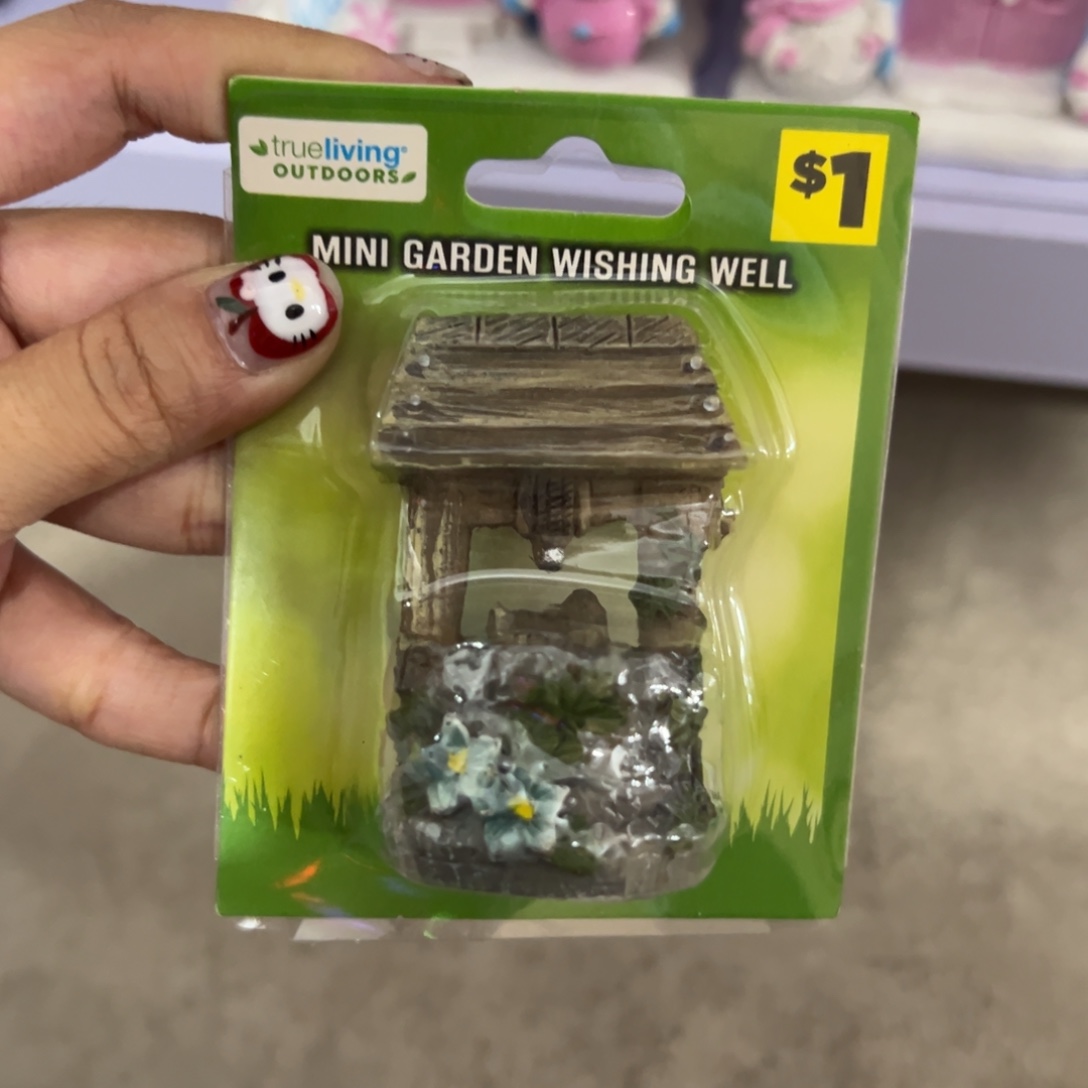 trueliving®
OUTDOORS
$1
MINI GARDEN WISHING WELL